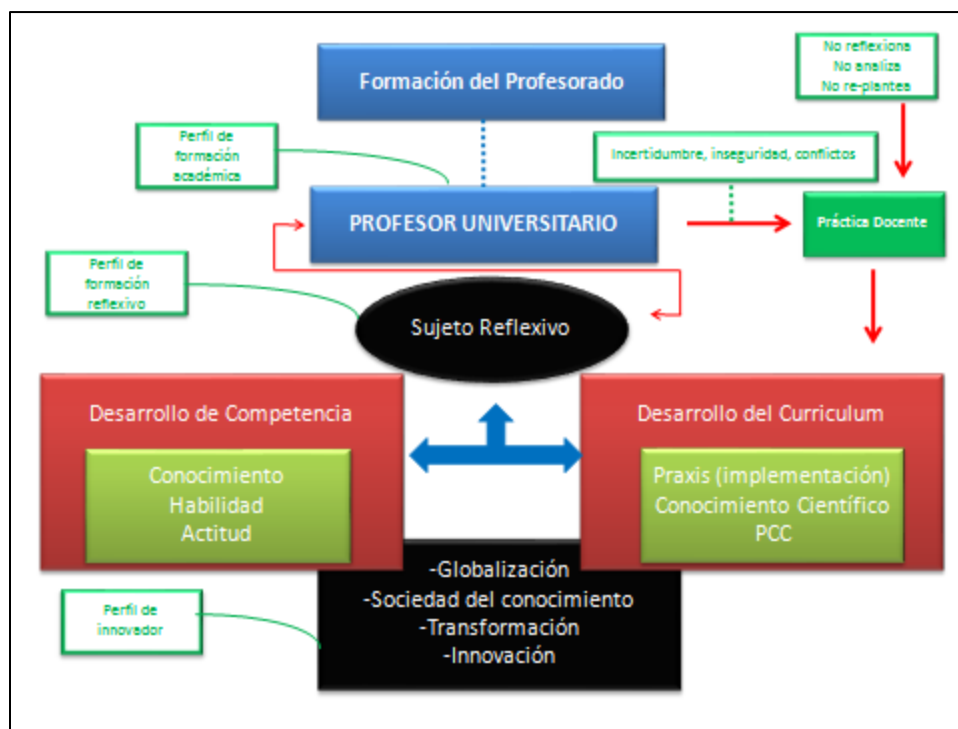 Formación del Profesorado
No reflexiona
No analiza
No re-plantea
Perfil de
formación
académica
Incertidumbre, inseguridad, conflictos
PROFESOR UNIVERSITARIO
Práctica Docente
Perfil de
formación
reflexivo
Sujeto Reflexivo
Desarrollo de Competencia
Conocimiento
Habilidad
Actitud
Desarrollo del Curriculum
Praxis (implementación)
Conocimiento Científico
PCC
-Globalización
-Sociedad del conocimiento
-Transformación
-Innovación
Perfil de
innovador